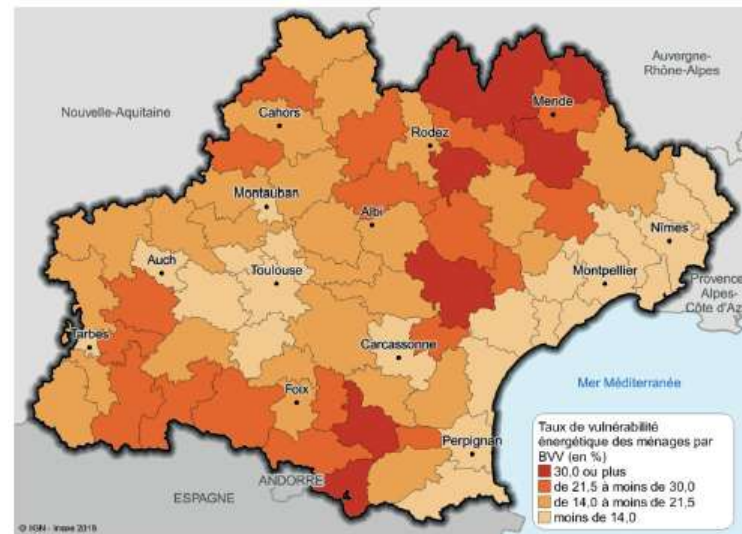 Auvergne-
Rhône-Alpes
Nouvelle-Aquitaine
Mende
Cahors
Rodez
Montauban
Albi
Nîmes
Auch
Toulouse
Montpellier
Provence
Alpes-
Côte d'Az
Tarbes
Carcassonne
Mer Méditerranée
Foix
Perpignan
ANDORRE
ESPAGNE
Taux de vulnérabilité
énergétique des ménages par
BVV (en %)
30,0 ou plus
de 21,5 à moins de 30,0
de 14,0 à moins de 21,5
moins de 14,0
© IGN - Insee 2018